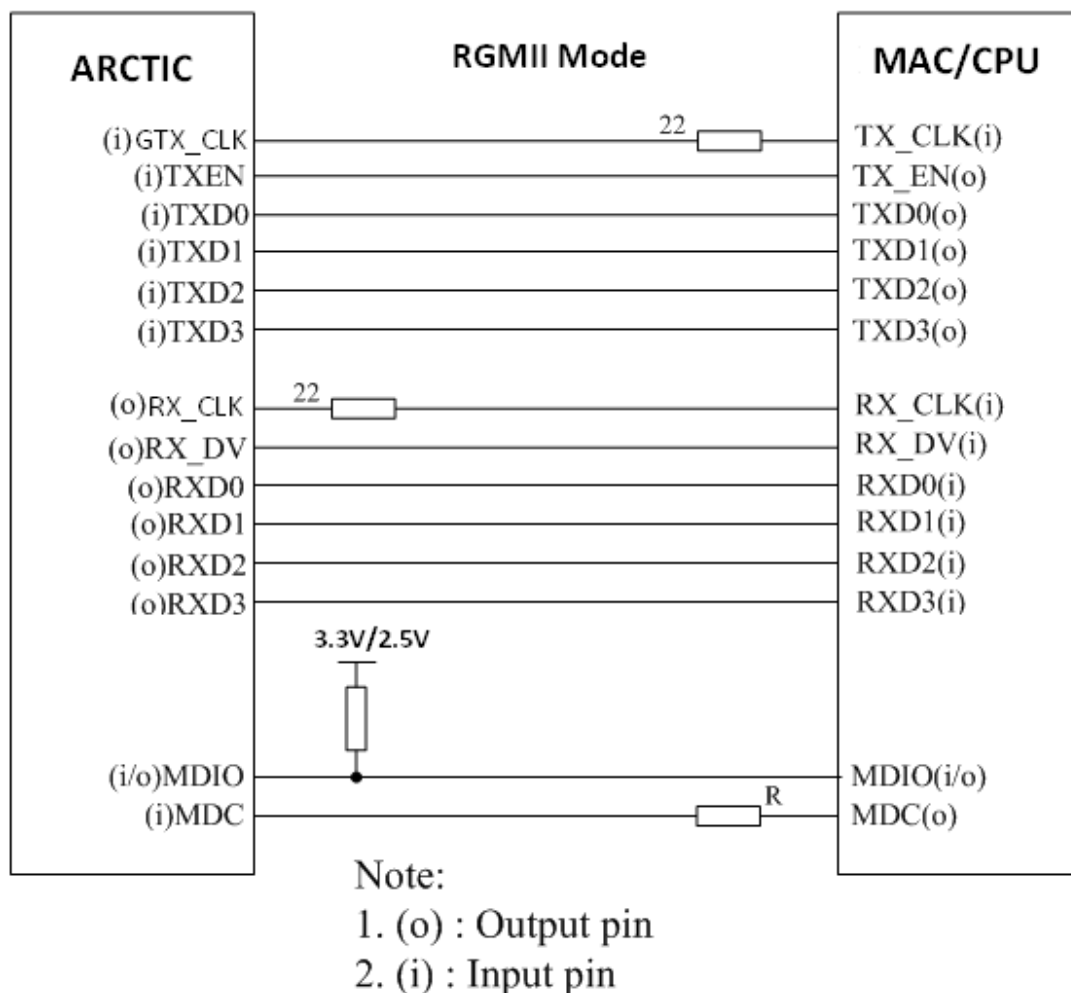 ARCTIC
RGMII Mode
MAC/CPU
(i)GTX_CLK
22
TX_CLK(i)
(i)TXEN
TX_EN(o)
(i)TXD0
TXD0(o)
(i)TXD1
TXD1(o)
(i)TXD2
TXD2(o)
(i)TXD3
TXD3(o)
(o)RX_CLK
22
RX_CLK(i)
(o)RX_DV
RX_DV(i)
(o)RXD0
RXD0(i)
(o)RXD1
RXD1(i)
(o)RXD2
RXD2(i)
(o)RXD3
RXD3(i)
3.3V/2.5V
(i/o)MDIO
MDIO(i/o)
(i)MDC
R
MDC(o)
Note:
1. (o) : Output pin
2. (i) : Input pin